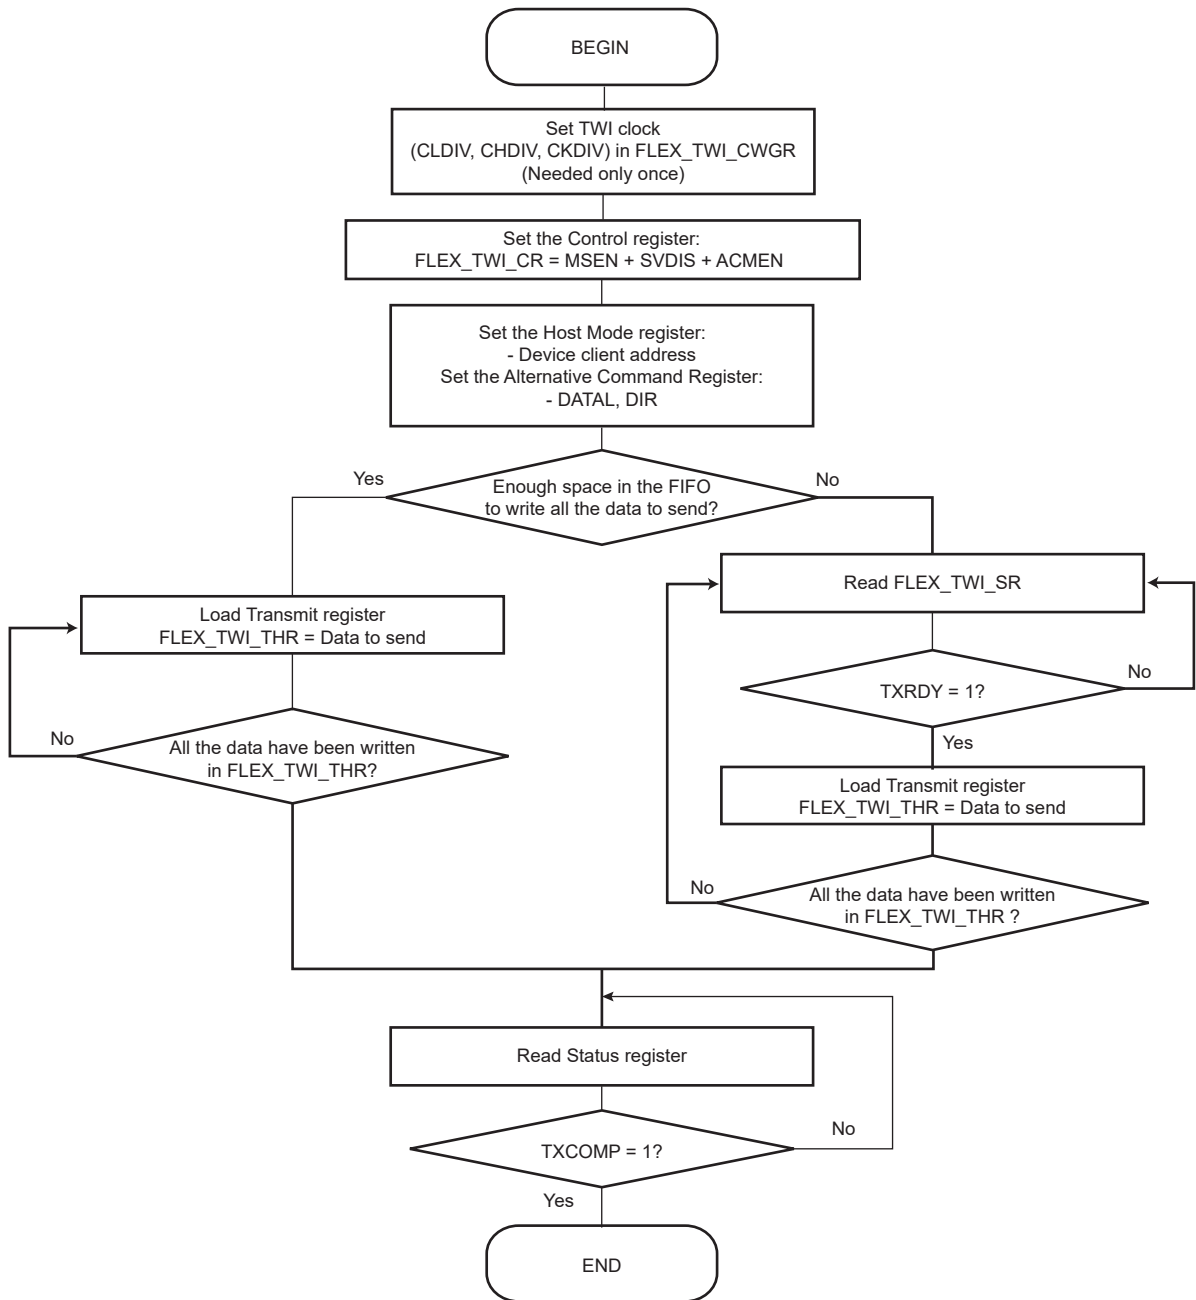 BEGIN
Set TWI clock
(CLDIV, CHDIV, CKDIV) in FLEX_TWI_CWGR
(Needed only once)
Set the Control register:
FLEX_TWI_CR = MSEN + SVDIS + ACMEN
Set the Host Mode register:
- Device client address
Set the Alternative Command Register:
- DATAL, DIR
Yes
Enough space in the FIFO
to write all the data to send?
No
Load Transmit register
FLEX_TWI_THR = Data to send
No
All the data have been written
in FLEX_TWI_THR?
Read FLEX_TWI_SR
TXRDY = 1?
No
Yes
Load Transmit register
FLEX_TWI_THR = Data to send
No
All the data have been written
in FLEX_TWI_THR ?
Read Status register
TXCOMP = 1?
No
Yes
END